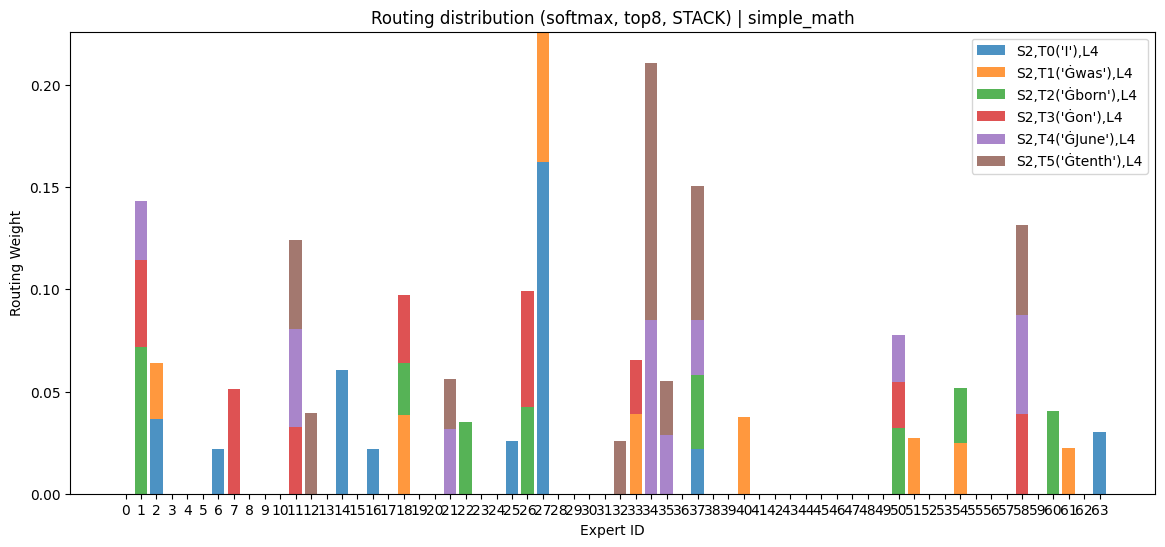 Routing distribution (softmax, top8, STACK) | simple_math
S2,T0('I'),L4
S2,T1('Ġwas'),L4
S2,T2('Ġborn'),L4
S2,T3('Ġon'),L4
S2,T4('ĠJune'),L4
S2,T5('Ġtenth'),L4
0.20
0.15
0.10
0.05
0.00
Routing Weight
0 1 2 3 4 5 6 7 8 9 10 11 12 13 14 15 16 17 18 19 20 21 22 23 24 25 26 27 28 29 30 31 32 33 34 35 36 37 38 39 40 41 42 43 44 45 46 47 48 49 50 51 52 53 54 55 56 57 58 59 60 61 62 63
Expert ID